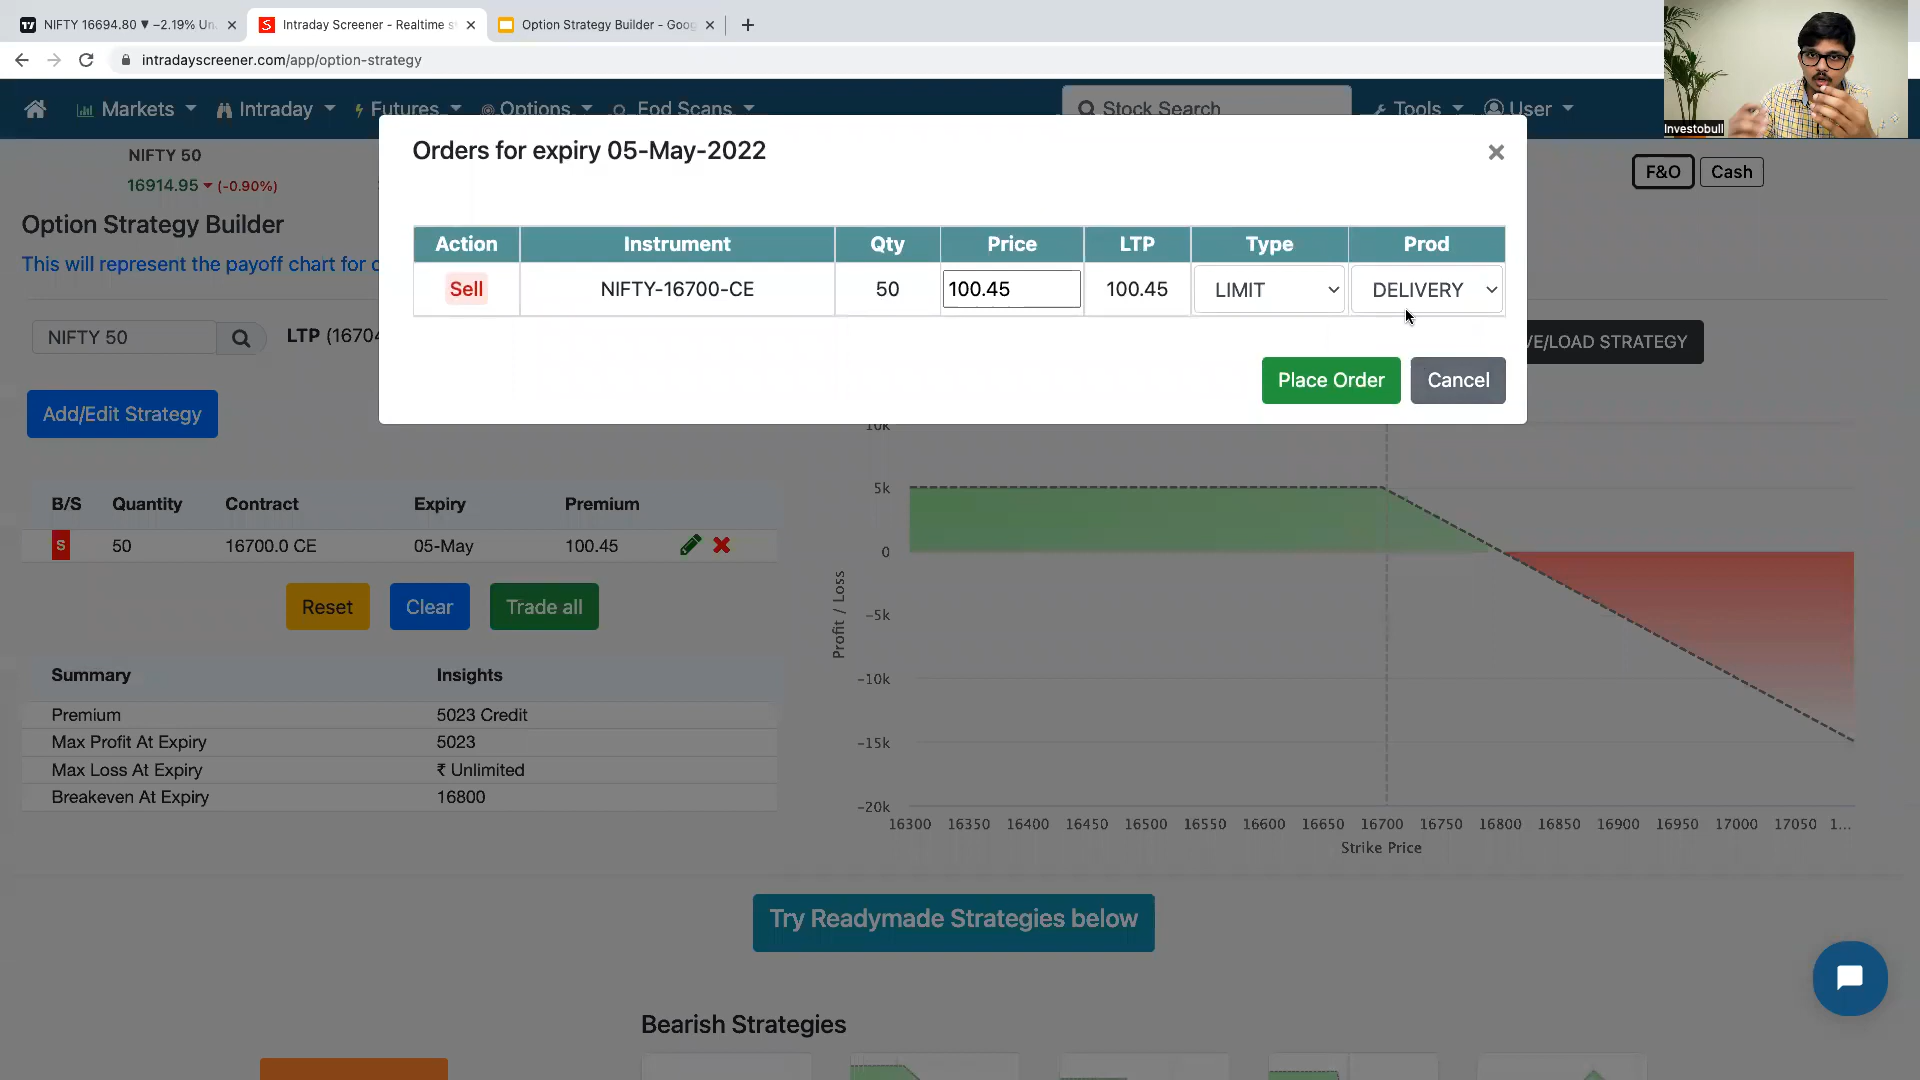 NIFTY 16694.80 ▼ −2.19% Un
Intraday Screener - Realtime s
Option Strategy Builder - Goog
intradayscreener.com/app/option-strategy
Markets
Intraday
Futures
Options
Eod Scans
Stock Search
Tools
User
Investobull
NIFTY 50
16914.95 ▼ (-0.90%)
F&O
Cash
Orders for expiry 05-May-2022
Action Instrument Qty Price LTP Type Prod
Sell NIFTY-16700-CE 50 100.45 100.45 LIMIT DELIVERY
Place Order
Cancel
Option Strategy Builder
This will represent the payoff chart for
NIFTY 50
LTP (16704
VE/LOAD STRATEGY
Add/Edit Strategy
B/S Quantity Contract Expiry Premium
S 50 16700.0 CE 05-May 100.45
Reset
Clear
Trade all
Summary Insights
Premium 5023 Credit
Max Profit At Expiry 5023
Max Loss At Expiry ₹ Unlimited
Breakeven At Expiry 16800
Profit / Loss
10k
5k
0
−5k
−10k
−15k
−20k
16300 16350 16400 16450 16500 16550 16600 16650 16700 16750 16800 16850 16900 16950 17000 17050 1...
Strike Price
Try Readymade Strategies below
Bearish Strategies